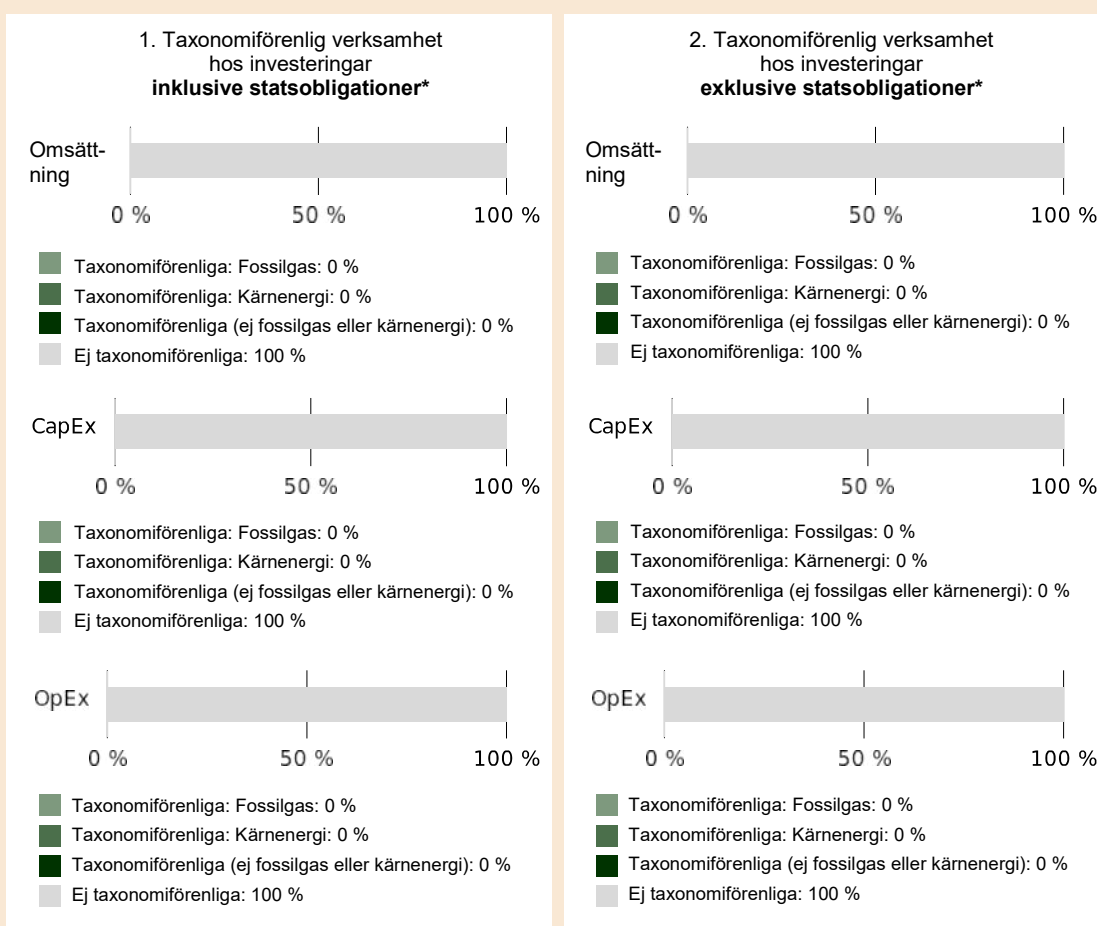 1. Taxonomiförenlig verksamhet
hos investeringar
inklusive statsobligationer*
Omsätt-
ning
0 % 50 % 100 %
Taxonomiförenliga: Fossilgas: 0 %
Taxonomiförenliga: Kärnenergi: 0 %
Taxonomiförenliga (ej fossilgas eller kärnenergi): 0 %
Ej taxonomiförenliga: 100 %
CapEx
0 % 50 % 100 %
Taxonomiförenliga: Fossilgas: 0 %
Taxonomiförenliga: Kärnenergi: 0 %
Taxonomiförenliga (ej fossilgas eller kärnenergi): 0 %
Ej taxonomiförenliga: 100 %
OpEx
0 % 50 % 100 %
Taxonomiförenliga: Fossilgas: 0 %
Taxonomiförenliga: Kärnenergi: 0 %
Taxonomiförenliga (ej fossilgas eller kärnenergi): 0 %
Ej taxonomiförenliga: 100 %
2. Taxonomiförenlig verksamhet
hos investeringar
exklusive statsobligationer*
Omsätt-
ning
0 % 50 % 100 %
Taxonomiförenliga: Fossilgas: 0 %
Taxonomiförenliga: Kärnenergi: 0 %
Taxonomiförenliga (ej fossilgas eller kärnenergi): 0 %
Ej taxonomiförenliga: 100 %
CapEx
0 % 50 % 100 %
Taxonomiförenliga: Fossilgas: 0 %
Taxonomiförenliga: Kärnenergi: 0 %
Taxonomiförenliga (ej fossilgas eller kärnenergi): 0 %
Ej taxonomiförenliga: 100 %
OpEx
0 % 50 % 100 %
Taxonomiförenliga: Fossilgas: 0 %
Taxonomiförenliga: Kärnenergi: 0 %
Taxonomiförenliga (ej fossilgas eller kärnenergi): 0 %
Ej taxonomiförenliga: 100 %